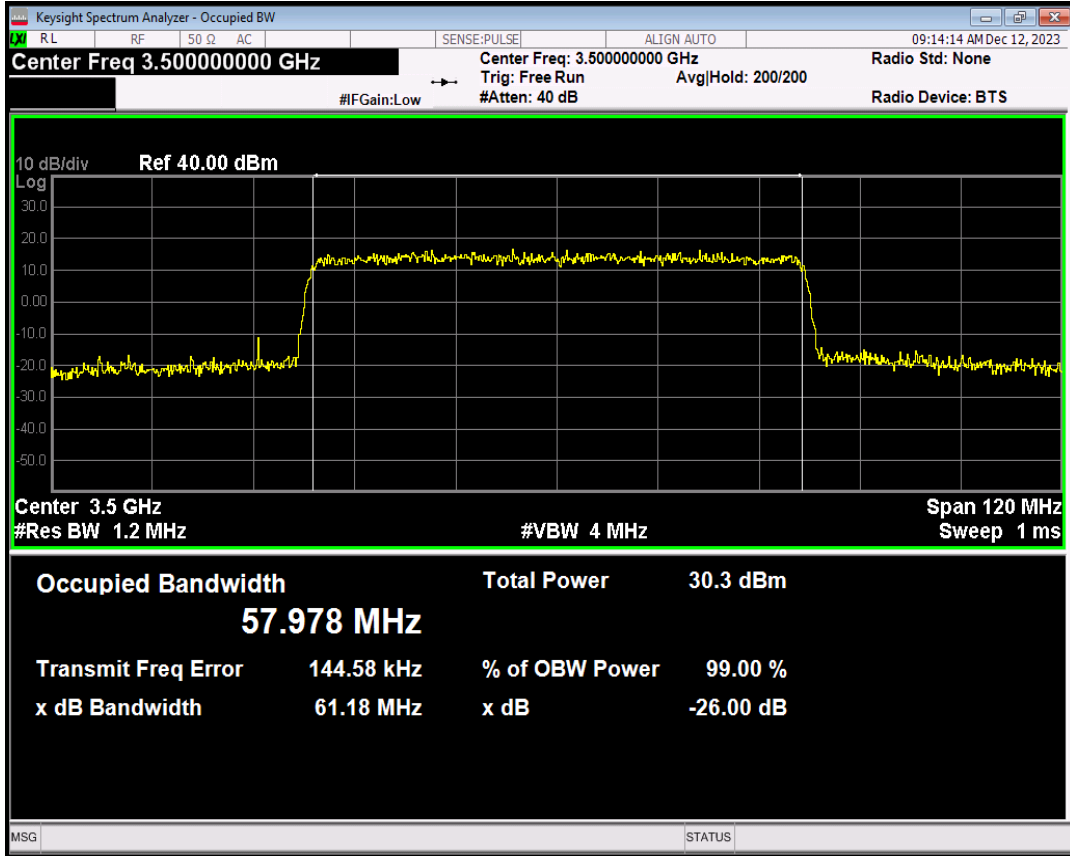 Keysight Spectrum Analyzer - Occupied BW
LXI RL RF 50 Ω AC SENSE:PULSE ALIGN AUTO 09:14:14 AM Dec 12, 2023
Center Freq 3.500000000 GHz Center Freq: 3.500000000 GHz Radio Std: None
Trig: Free Run Avg|Hold: 200/200
#IFGain:Low #Atten: 40 dB Radio Device: BTS
10 dB/div Ref 40.00 dBm
Log
30.0
20.0
10.0
0.00
-10.0
-20.0
-30.0
-40.0
-50.0
Center 3.5 GHz Span 120 MHz
#Res BW 1.2 MHz #VBW 4 MHz Sweep 1 ms
Occupied Bandwidth Total Power 30.3 dBm
57.978 MHz
Transmit Freq Error 144.58 kHz % of OBW Power 99.00 %
x dB Bandwidth 61.18 MHz x dB -26.00 dB
MSG STATUS